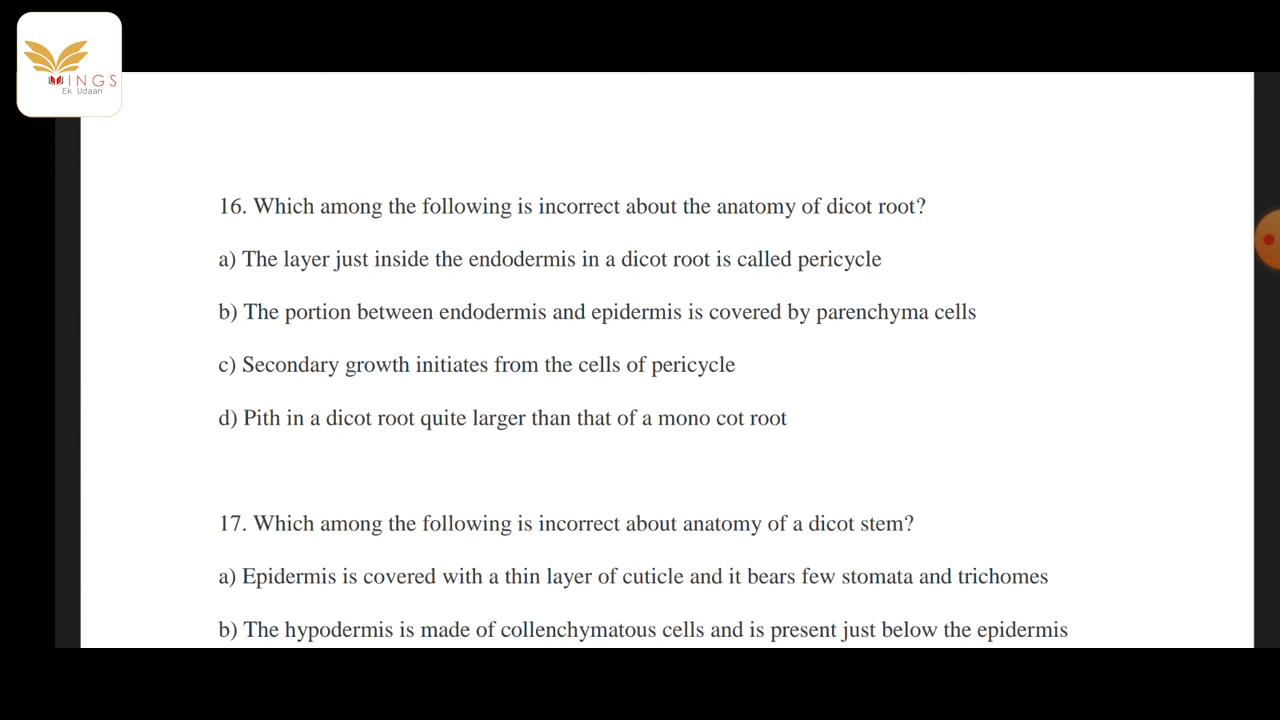 WINGS
Ek Udaan
16. Which among the following is incorrect about the anatomy of dicot root?
a) The layer just inside the endodermis in a dicot root is called pericycle
b) The portion between endodermis and epidermis is covered by parenchyma cells
c) Secondary growth initiates from the cells of pericycle
d) Pith in a dicot root quite larger than that of a mono cot root
17. Which among the following is incorrect about anatomy of a dicot stem?
a) Epidermis is covered with a thin layer of cuticle and it bears few stomata and trichomes
b) The hypodermis is made of collenchymatous cells and is present just below the epidermis